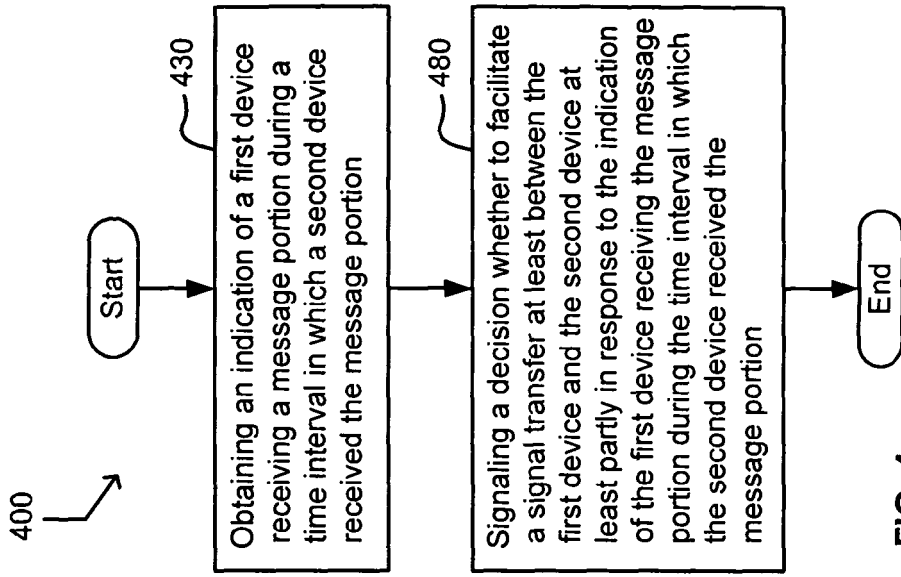 400
Start
430
Obtaining an indication of a first device
receiving a message portion during a
time interval in which a second device
received the message portion
480
Signaling a decision whether to facilitate
a signal transfer at least between the
first device and the second device at
least partly in response to the indication
of the first device receiving the message
portion during the time interval in which
the second device received the
message portion
End